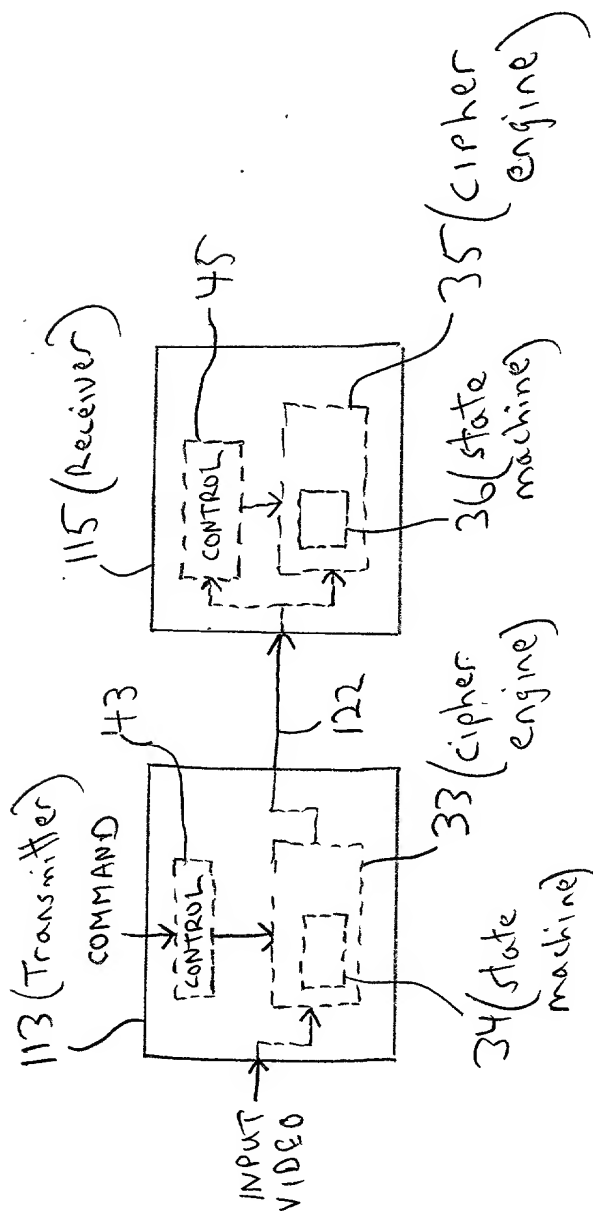 113 (Transmitter)
COMMAND
43
CONTROL
INPUT
VIDEO
34 (state
machine)
33 (cipher
engine)
122
115 (Receiver)
45
CONTROL
36 (state
machine)
35 (cipher
engine)